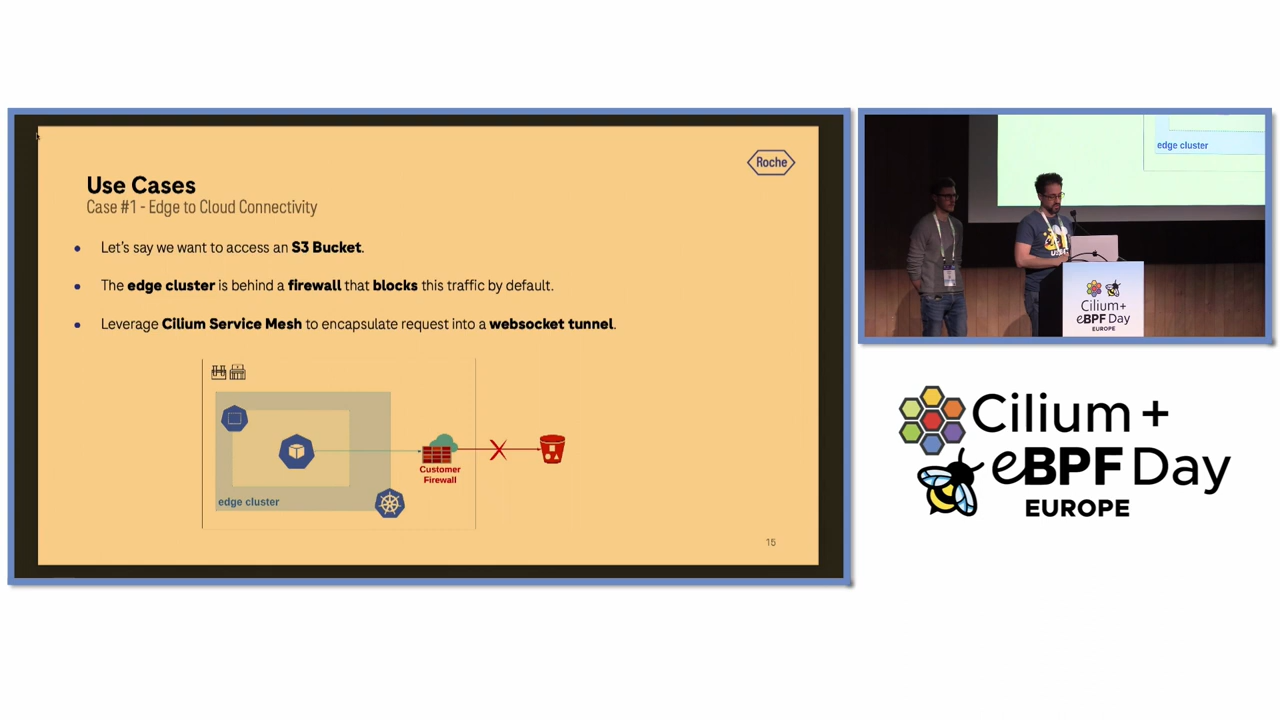 Roche
Use Cases
Case #1 - Edge to Cloud Connectivity
Let's say we want to access an S3 Bucket.
The edge cluster is behind a firewall that blocks this traffic by default.
Leverage Cilium Service Mesh to encapsulate request into a websocket tunnel.
Customer
Firewall
edge cluster
15
edge cluster
Cilium+
eBPF Day
EUROPE
Cilium +
eBPF Day
EUROPE